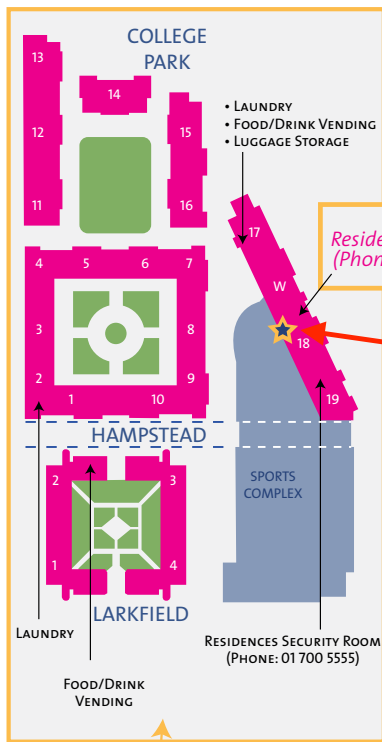 COLLEGE
PARK
13
14
• LAUNDRY
• FOOD/DRINK VENDING
• LUGGAGE STORAGE
12
15
11
16
17
4
5
6
7
(Phon
W
3
8
18
2
9
1
10
19
HAMPSTEAD
2
3
SPORTS
COMPLEX
1
4
LARKFIELD
LAUNDRY
RESIDENCES SECURITY ROOM
(PHONE: 01 700 5555)
FOOD/DRINK
VENDING